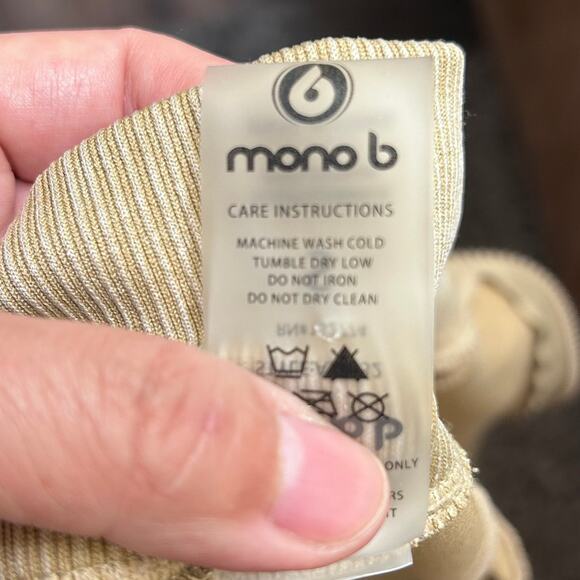 mono b
CARE INSTRUCTIONS
MACHINE WASH COLD
TUMBLE DRY LOW
DO NOT IRON
DO NOT DRY CLEAN
ONLY